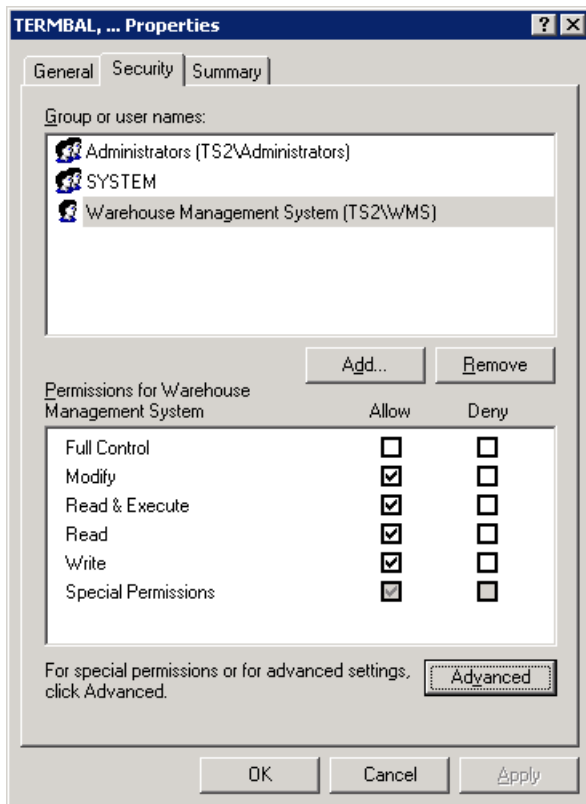 TERMBAL, ... Properties
General Security Summary
Group or user names:
Administrators (TS2\Administrators)
SYSTEM
Warehouse Management System (TS2\WMS)
Add... Remove
Permissions for Warehouse
Management System Allow Deny
Full Control
Modify
Read & Execute
Read
Write
Special Permissions
For special permissions or for advanced settings,
click Advanced.
Advanced
OK Cancel Apply